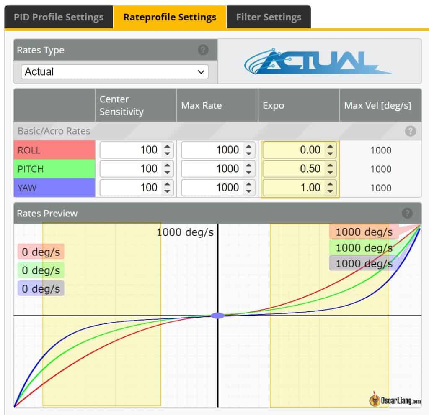 PID Profile Settings Rateprofile Settings Filter Settings
Rates Type
Actual
ACTUAL
Center Sensitivity Max Rate Expo Max Vel [deg/s]
Basic/Acro Rates
ROLL 100 1000 0.00 1000
PITCH 100 1000 0.50 1000
YAW 100 1000 1.00 1000
Rates Preview
1000 deg/s 1000 deg/s
0 deg/s 1000 deg/s
0 deg/s 1000 deg/s
0 deg/s
OscarLiang.com